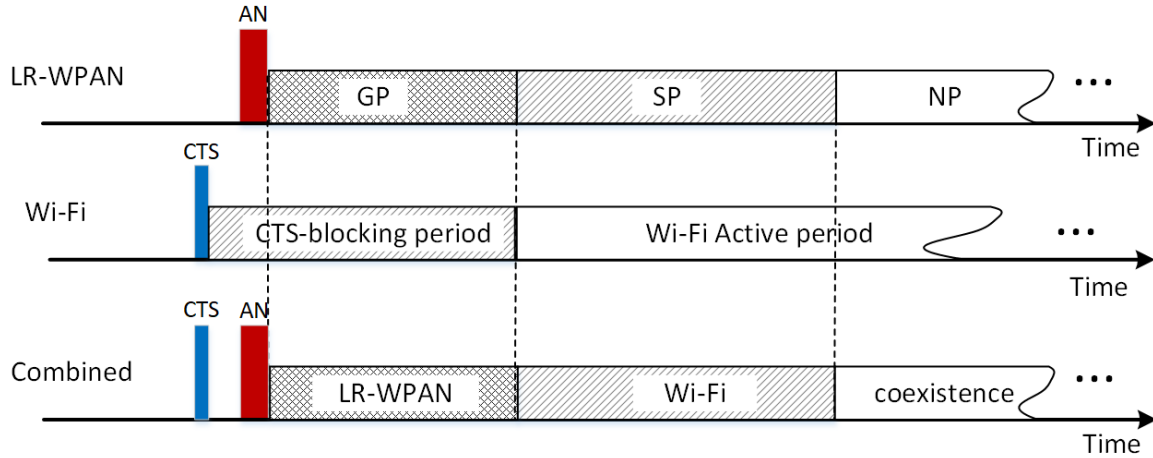 AN
LR-WPAN
GP
SP
NP
...
Time
CTS
Wi-Fi
CTS-blocking period
Wi-Fi Active period
...
Time
CTS
AN
Combined
LR-WPAN
Wi-Fi
coexistence
...
Time